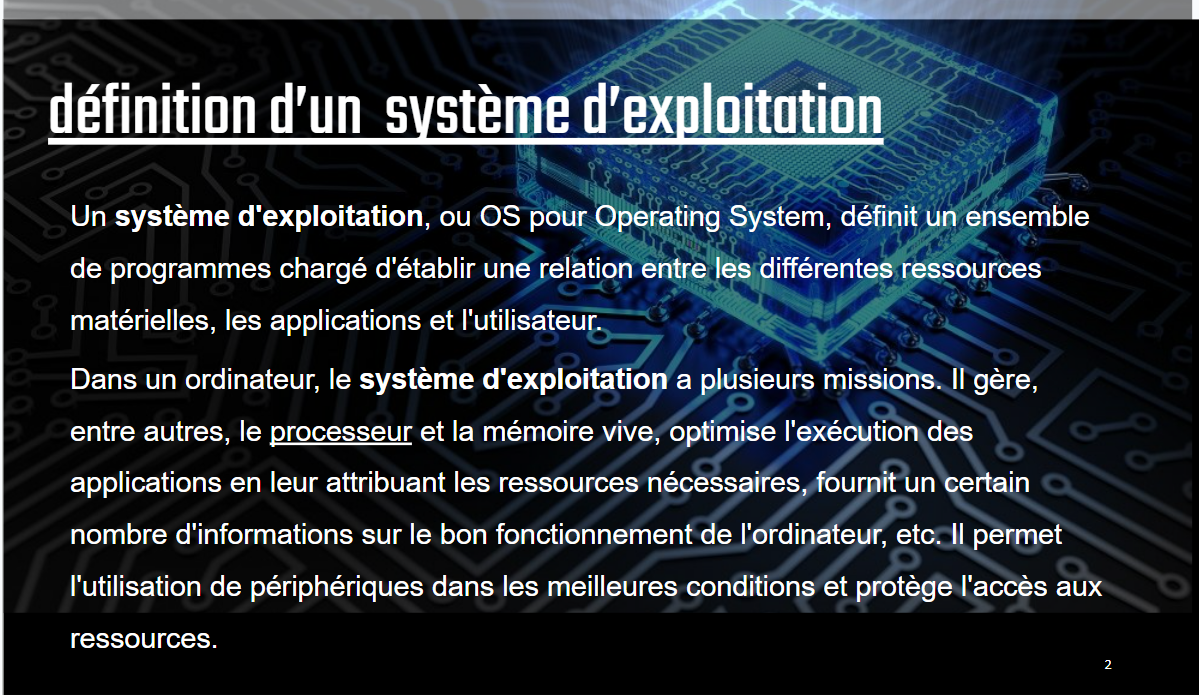 définition d’un  système d’exploitation
Un système d'exploitation, ou OS pour Operating System, définit un ensemble
de programmes chargé d'établir une relation entre les différentes ressources
matérielles, les applications et l'utilisateur.
Dans un ordinateur, le système d'exploitation a plusieurs missions. Il gère,
entre autres, le processeur et la mémoire vive, optimise l'exécution des
applications en leur attribuant les ressources nécessaires, fournit un certain
nombre d'informations sur le bon fonctionnement de l'ordinateur, etc. Il permet
l'utilisation de périphériques dans les meilleures conditions et protège l'accès aux
ressources.
2